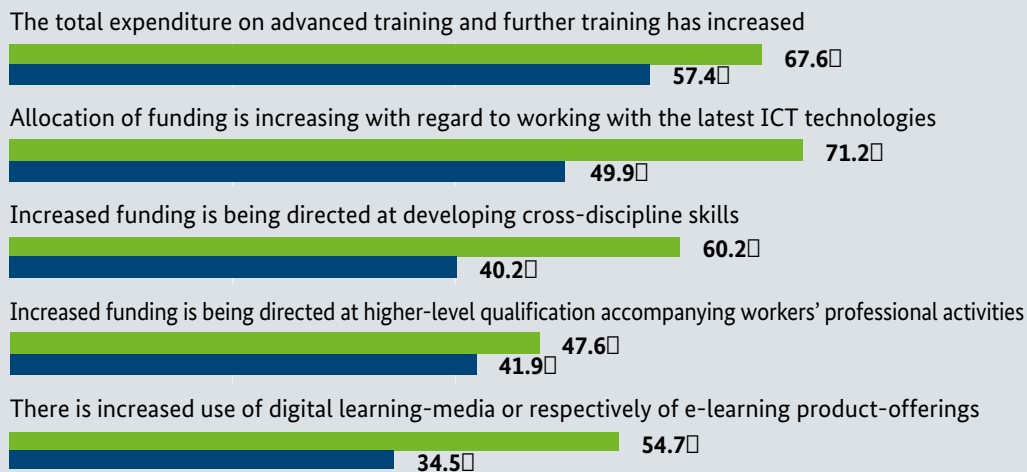 The total expenditure on advanced training and further training has increased
67.6
57.4
Allocation of funding is increasing with regard to working with the latest ICT technologies
71.2
49.9
Increased funding is being directed at developing cross-discipline skills
60.2
40.2
Increased funding is being directed at higher-level qualification accompanying workers’ professional activities
47.6
41.9
There is increased use of digital learning-media or respectively of e-learning product-offerings
54.7
34.5